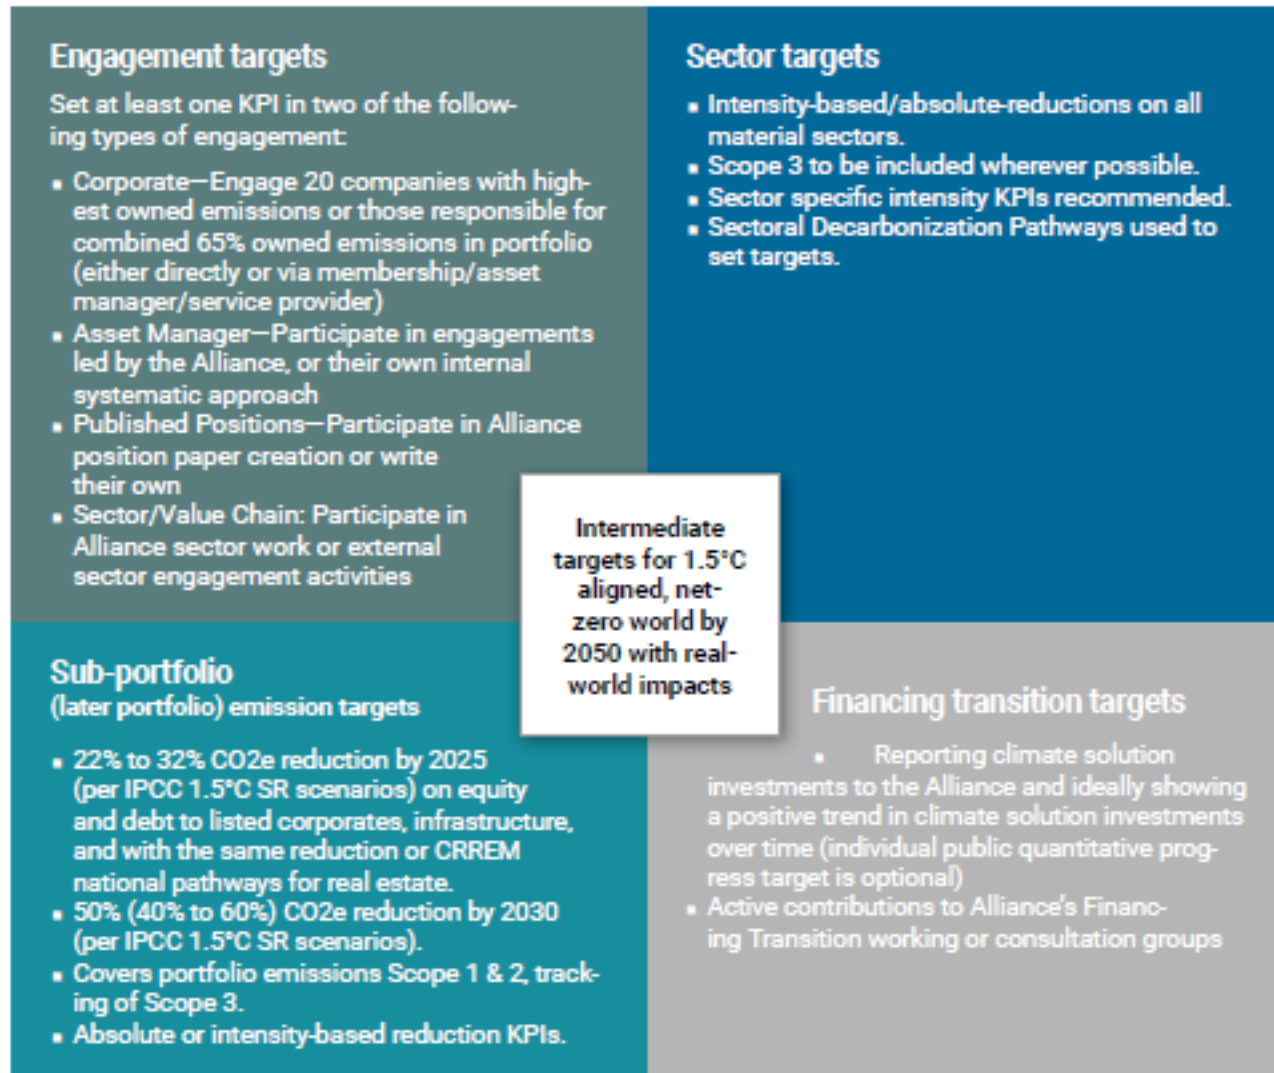 Engagement targets
Set at least one KPI in two of the follow-
ing types of engagement:
▪ Corporate—Engage 20 companies with high-
est owned emissions or those responsible for
combined 65% owned emissions in portfolio
(either directly or via membership/asset
manager/service provider)
▪ Asset Manager—Participate in engagements
led by the Alliance, or their own internal
systematic approach
▪ Published Positions—Participate in Alliance
position paper creation or write
their own
▪ Sector/Value Chain: Participate in
Alliance sector work or external
sector engagement activities
Sector targets
▪ Intensity-based/absolute-reductions on all
material sectors.
▪ Scope 3 to be included wherever possible.
▪ Sector specific intensity KPIs recommended.
▪ Sectoral Decarbonization Pathways used to
set targets.
Intermediate
targets for 1.5°C
aligned, net-
zero world by
2050 with real-
world impacts
Sub-portfolio
(later portfolio) emission targets
▪ 22% to 32% CO2e reduction by 2025
(per IPCC 1.5°C SR scenarios) on equity
and debt to listed corporates, infrastructure,
and with the same reduction or CRREM
national pathways for real estate.
▪ 50% (40% to 60%) CO2e reduction by 2030
(per IPCC 1.5°C SR scenarios).
▪ Covers portfolio emissions Scope 1 & 2, track-
ing of Scope 3.
▪ Absolute or intensity-based reduction KPIs.
Financing transition targets
▪ Reporting climate solution
investments to the Alliance and ideally showing
a positive trend in climate solution investments
over time (individual public quantitative prog-
ress target is optional)
▪ Active contributions to Alliance's Financ-
ing Transition working or consultation groups